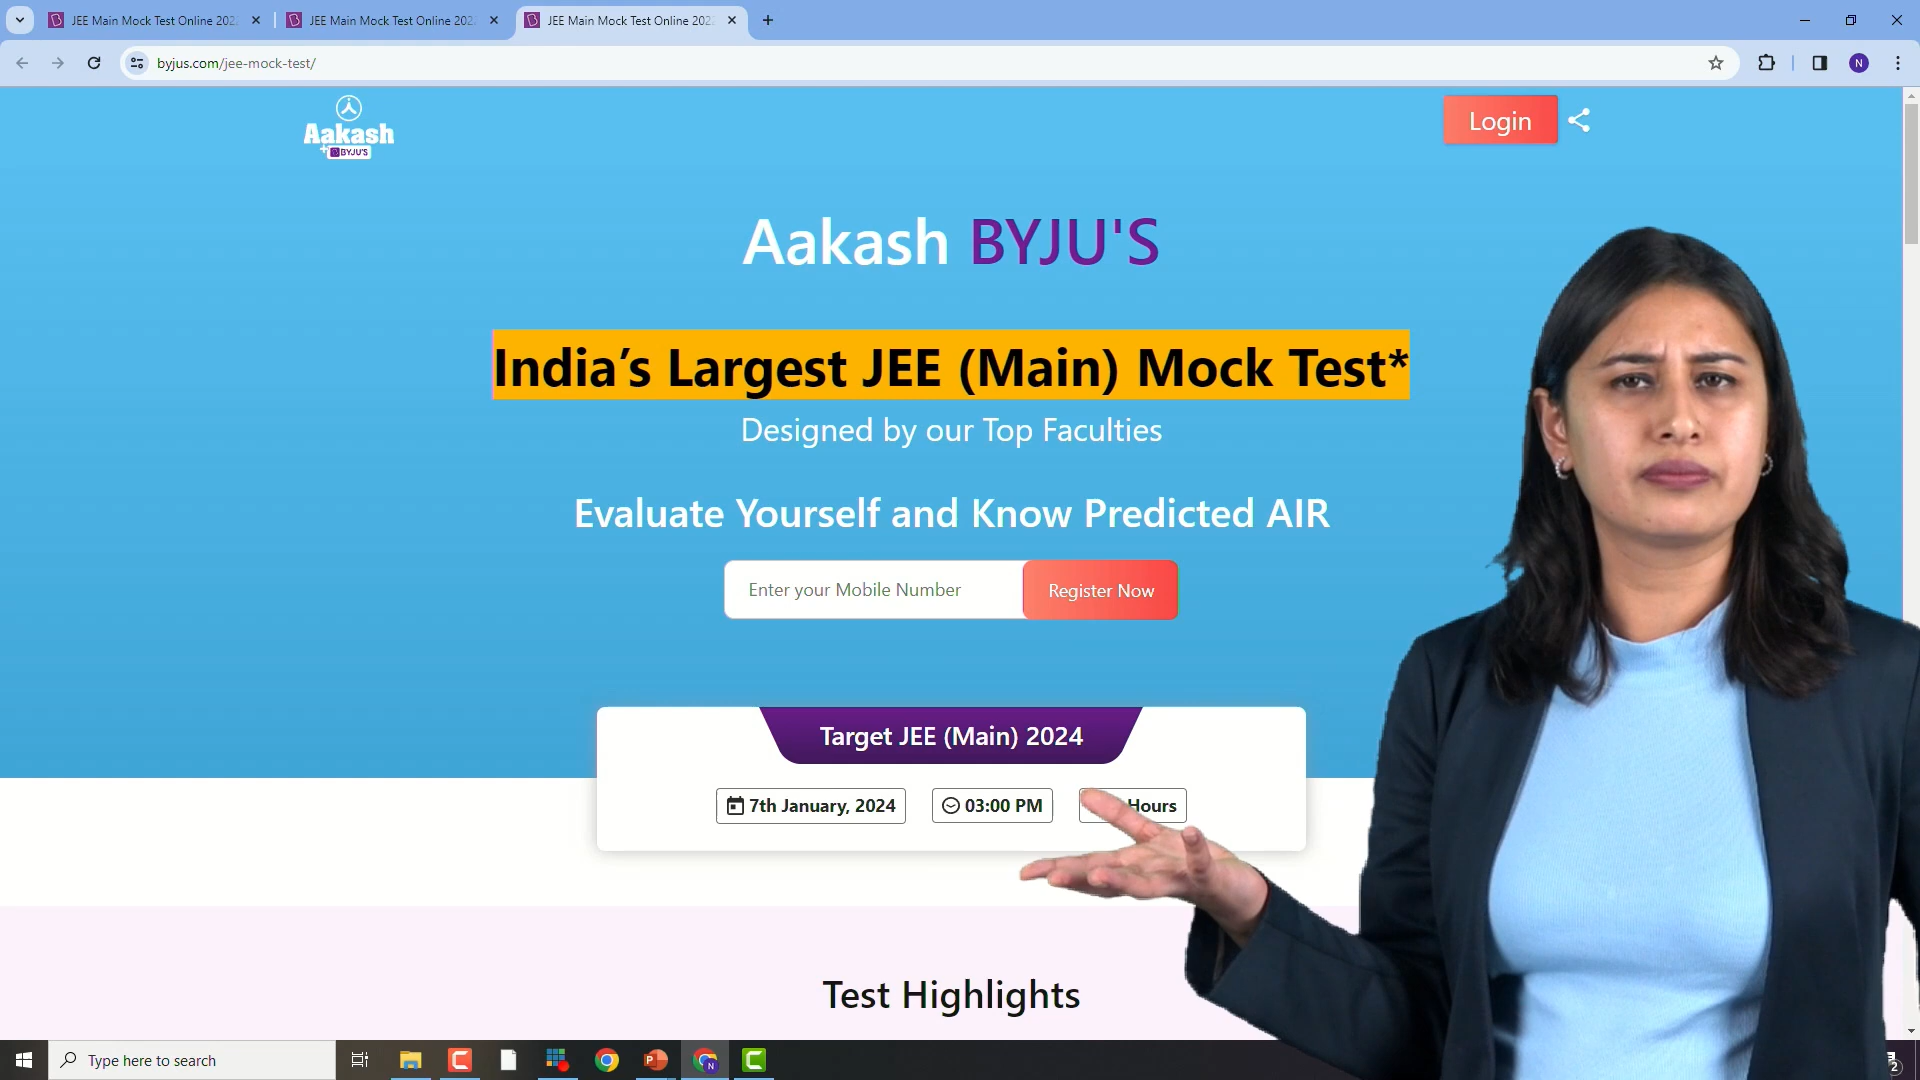 JEE Main Mock Test Online 202
JEE Main Mock Test Online 202
JEE Main Mock Test Online 202
byjus.com/jee-mock-test/
N
Aakash
+ BYJU'S
Login
Aakash BYJU'S
India's Largest JEE (Main) Mock Test*
Designed by our Top Faculties
Evaluate Yourself and Know Predicted AIR
Enter your Mobile Number
Register Now
Target JEE (Main) 2024
7th January, 2024
03:00 PM
Hours
Test Highlights
Type here to search
2